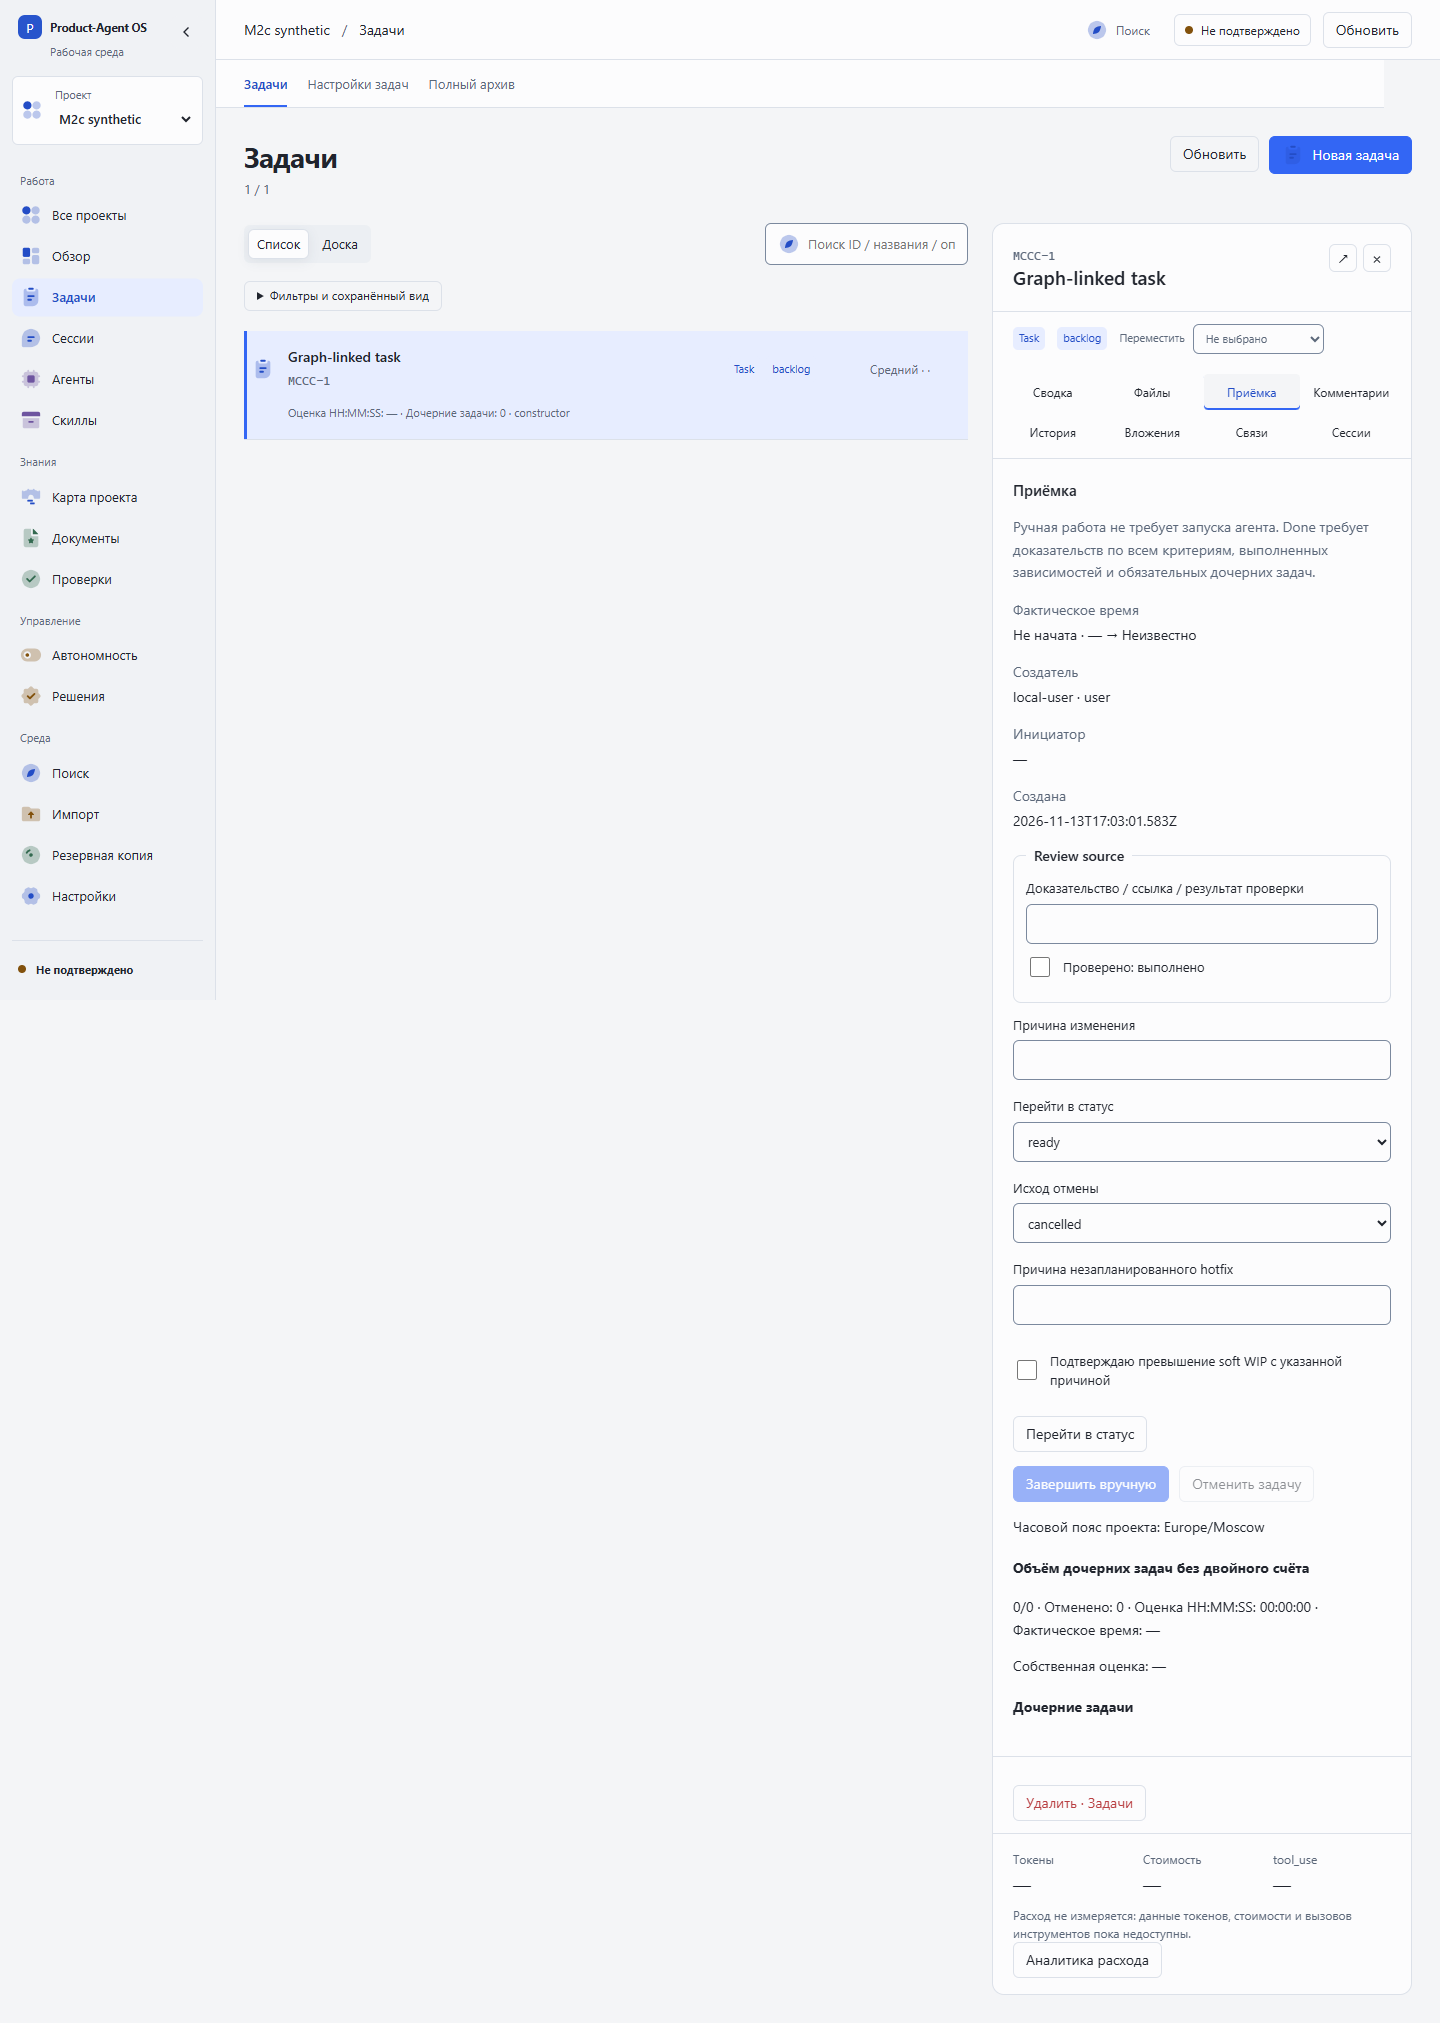 P
Product-Agent OS
Рабочая среда
Проект
M2c synthetic
Работа
Все проекты
Обзор
Задачи
Сессии
Агенты
Скиллы
Знания
Карта проекта
Документы
Проверки
Управление
Автономность
Решения
Среда
Поиск
Импорт
Резервная копия
Настройки
Не подтверждено
M2c synthetic / Задачи
Поиск
Не подтверждено
Обновить
Задачи
Настройки задач
Полный архив
Задачи
1 / 1
Обновить
Новая задача
Список
Доска
Поиск ID / названия / оп
Фильтры и сохранённый вид
Graph-linked task
MCCC-1
Task
backlog
Средний · ·
Оценка HH:MM:SS: — · Дочерние задачи: 0 · constructor
MCCC-1
Graph-linked task
Task
backlog
Переместить
Не выбрано
Сводка
Файлы
Приёмка
Комментарии
История
Вложения
Связи
Сессии
Приёмка
Ручная работа не требует запуска агента. Done требует
доказательств по всем критериям, выполненных
зависимостей и обязательных дочерних задач.
Фактическое время
Не начата · — → Неизвестно
Создатель
local-user · user
Инициатор
—
Создана
2026-11-13T17:03:01.583Z
Review source
Доказательство / ссылка / результат проверки
Проверено: выполнено
Причина изменения
Перейти в статус
ready
Исход отмены
cancelled
Причина незапланированного hotfix
Подтверждаю превышение soft WIP с указанной
причиной
Перейти в статус
Завершить вручную
Отменить задачу
Часовой пояс проекта: Europe/Moscow
Объём дочерних задач без двойного счёта
0/0 · Отменено: 0 · Оценка HH:MM:SS: 00:00:00 ·
Фактическое время: —
Собственная оценка: —
Дочерние задачи
Удалить · Задачи
Токены
Стоимость
tool_use
—
—
—
Расход не измеряется: данные токенов, стоимости и вызовов
инструментов пока недоступны.
Аналитика расхода